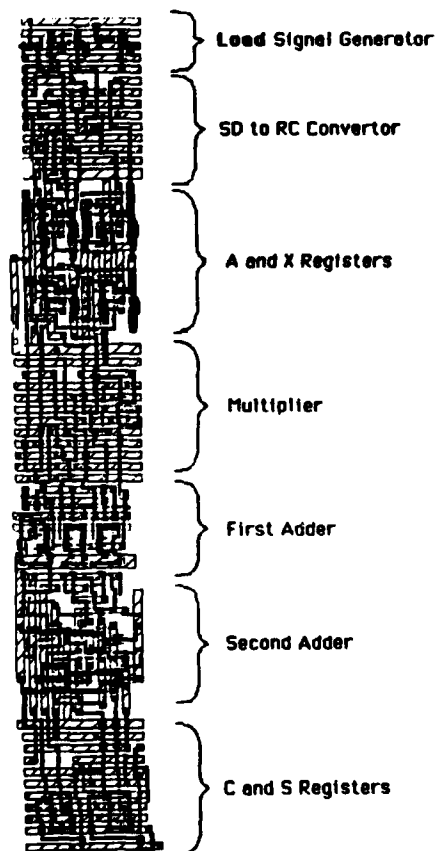 Load Signal Generator
SD to RC Convertor
A and X Registers
Multiplier
First Adder
Second Adder
C and S Registers